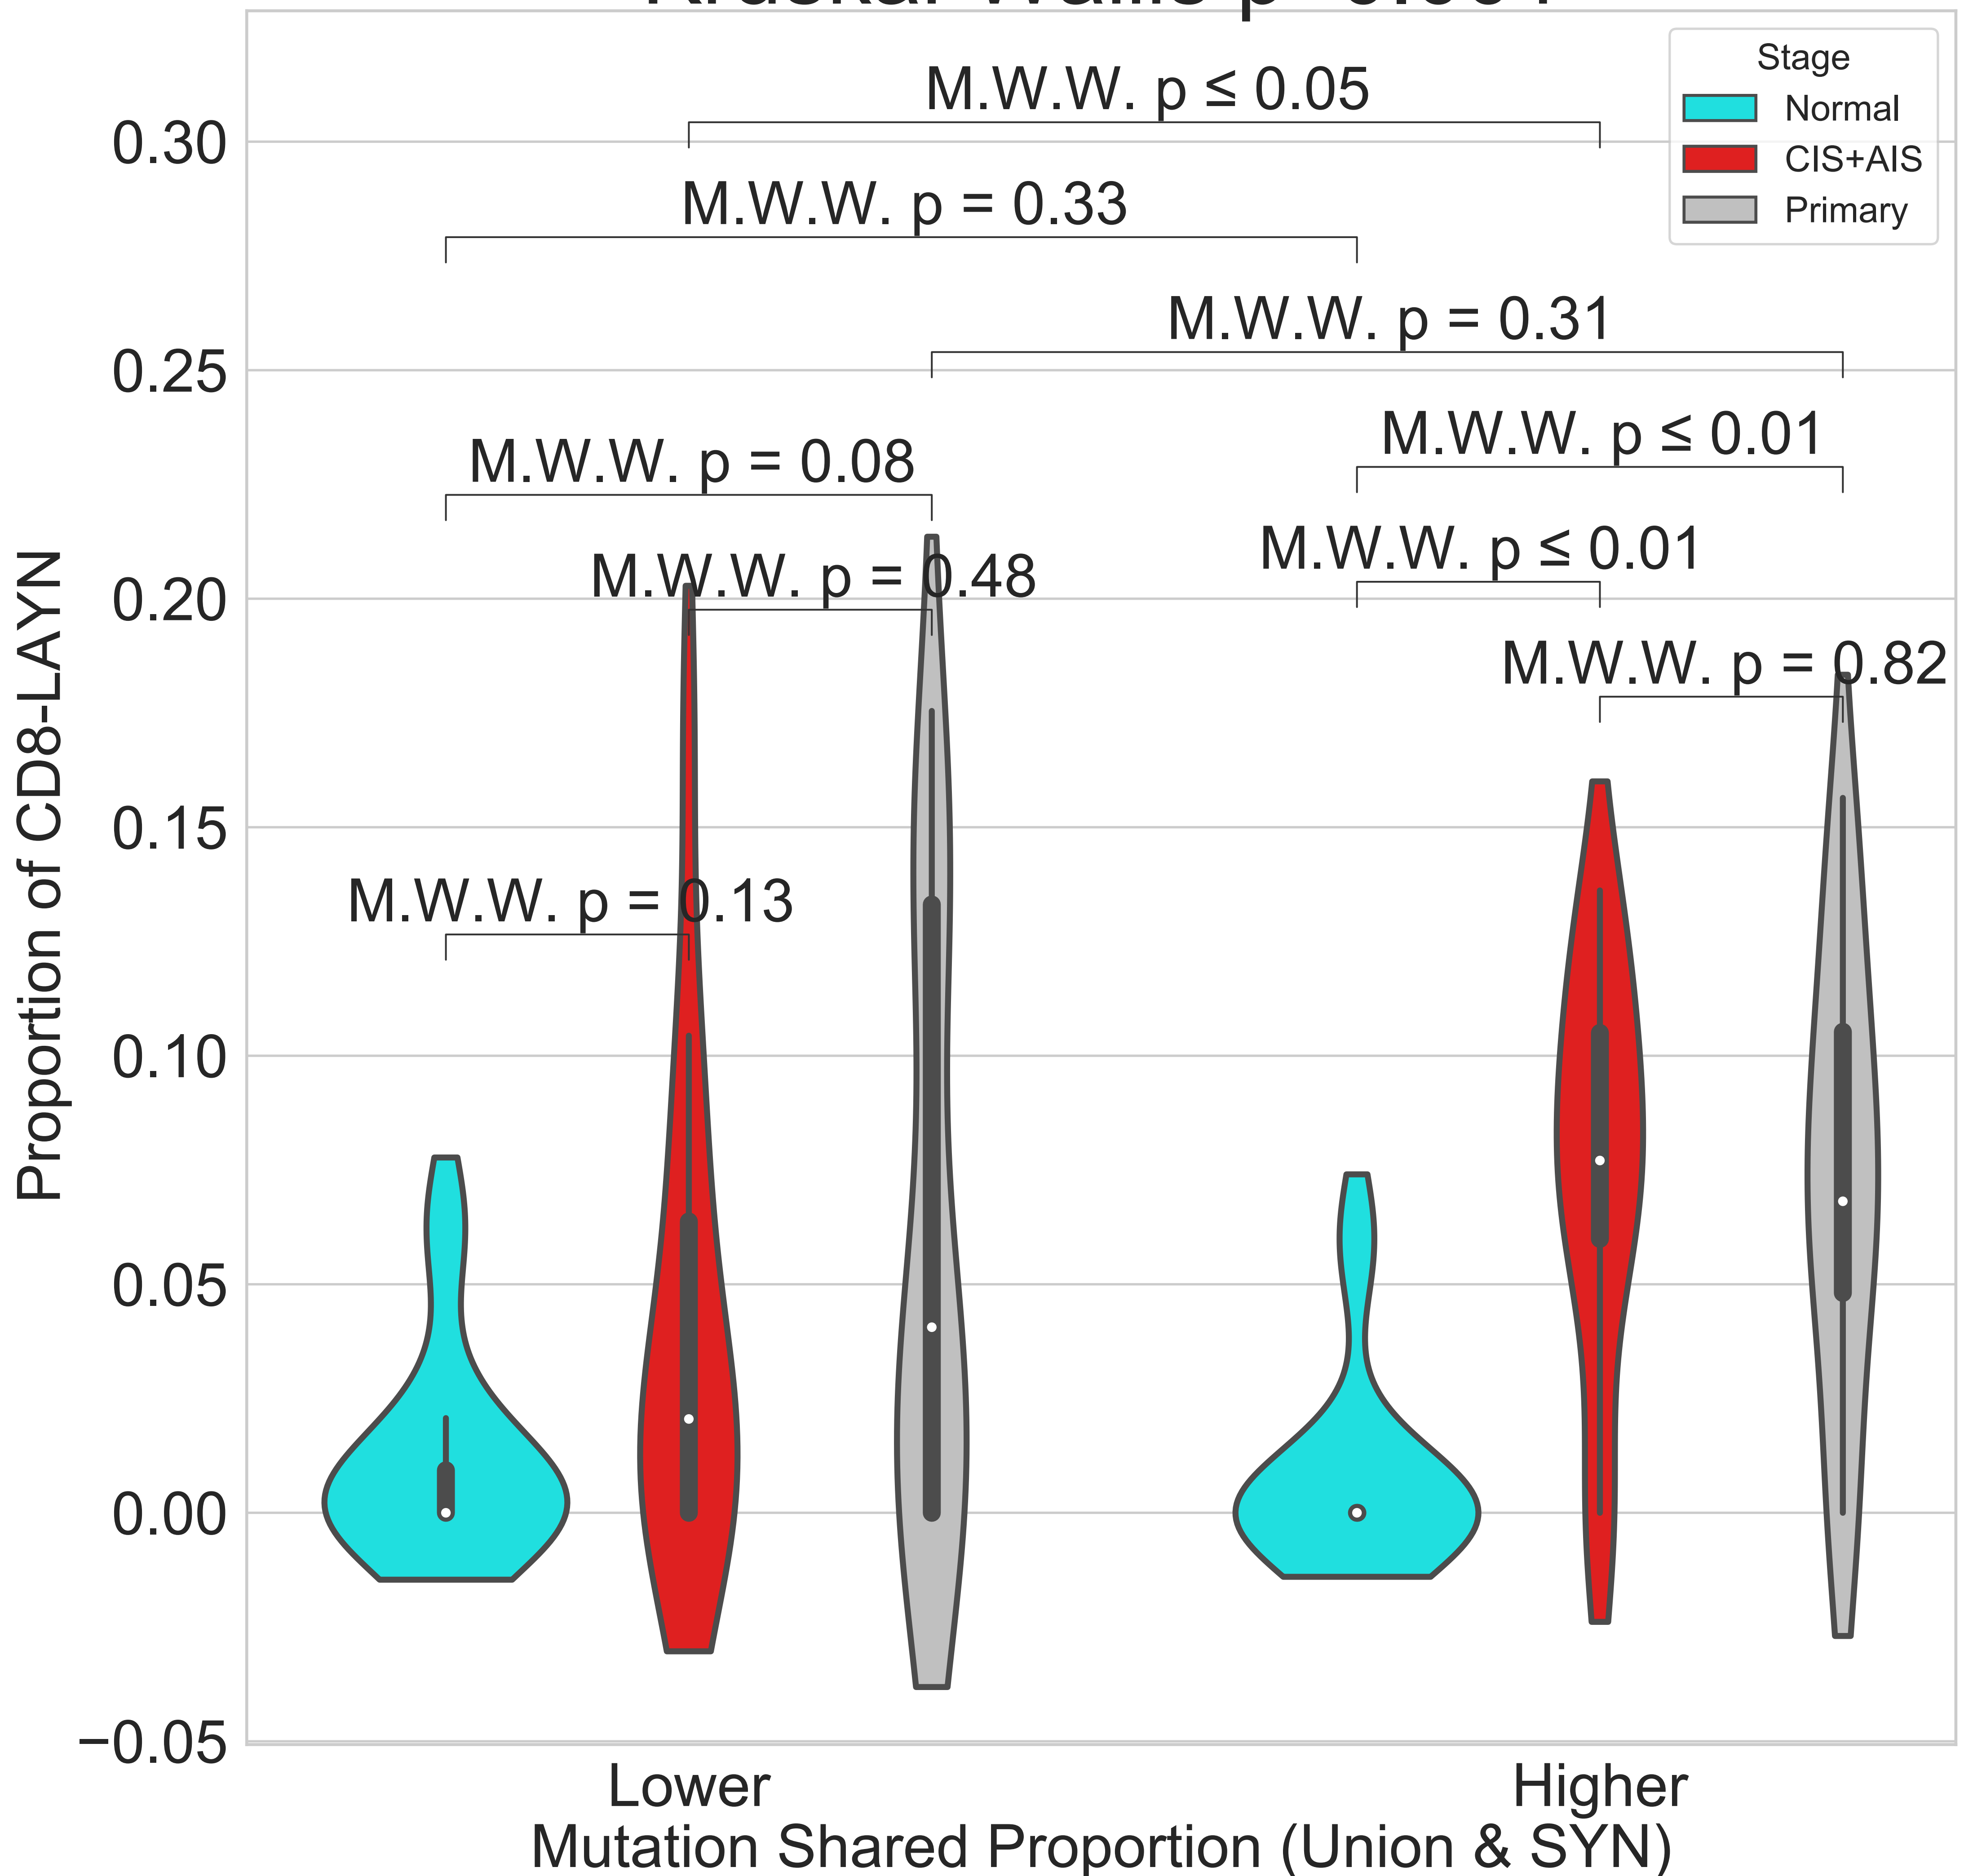 Stage
Normal
CIS+AIS
Primary
M.W.W. p ≤ 0.05
M.W.W. p = 0.33
M.W.W. p = 0.31
M.W.W. p ≤ 0.01
M.W.W. p = 0.08
M.W.W. p ≤ 0.01
M.W.W. p = 0.48
M.W.W. p = 0.82
M.W.W. p = 0.13
0.30
0.25
0.20
0.15
0.10
0.05
0.00
−0.05
Proportion of CD8-LAYN
Lower
Higher
Mutation Shared Proportion (Union & SYN)